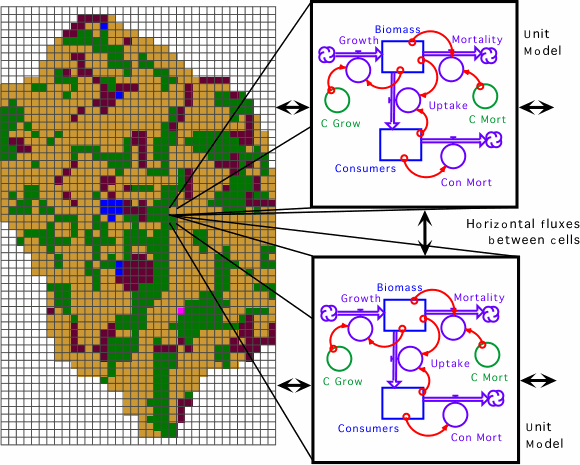 Biomass
Growth
Mortality
Unit
Model
Uptake
C Grow
C Mort
Consumers
Con Mort
Horizontal fluxes
between cells
Biomass
Growth
Mortality
Uptake
C Grow
C Mort
Consumers
Con Mort
Unit
Model